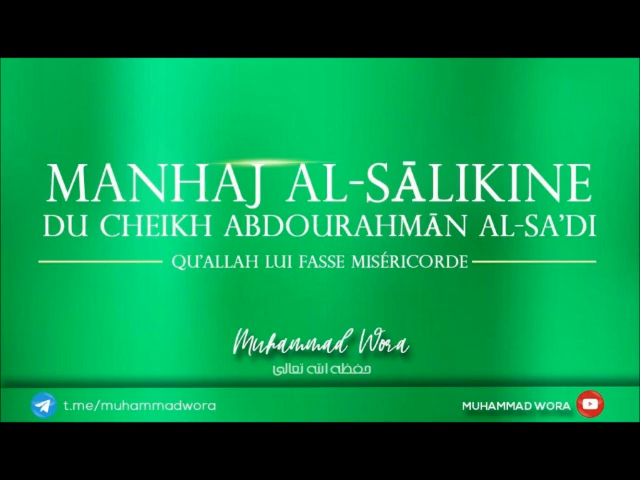 MANHAJ AL-SĀLIKINE
DU CHEIKH ABDOURAHMĀN AL-SA'DI
QU'ALLAH LUI FASSE MISÉRICORDE
Muhammad Wora
حفظه الله تعالى
t.me/muhammadwora
MUHAMMAD WORA